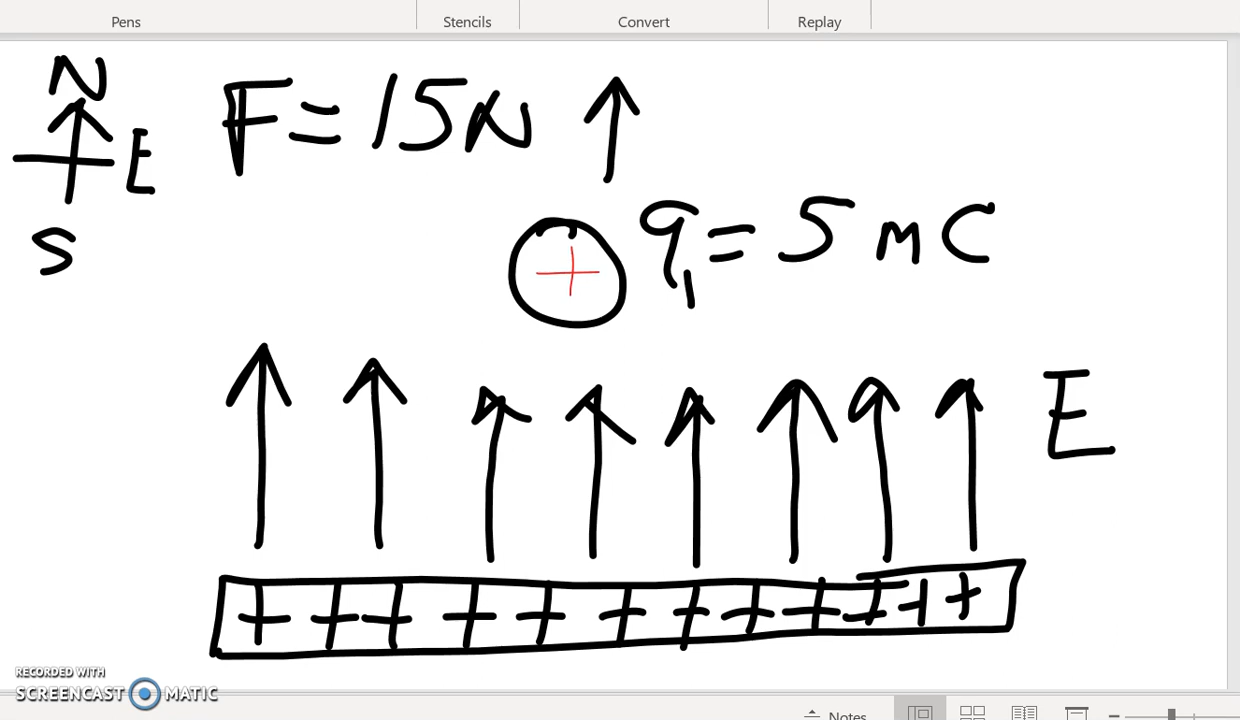 Pens Stencils Convert Replay
N
E
S
F = 15N ↑
+ q₁ = 5 mC
E
+ + + + + + + + + + + +
RECORDED WITH
SCREENCAST MATIC
Notes